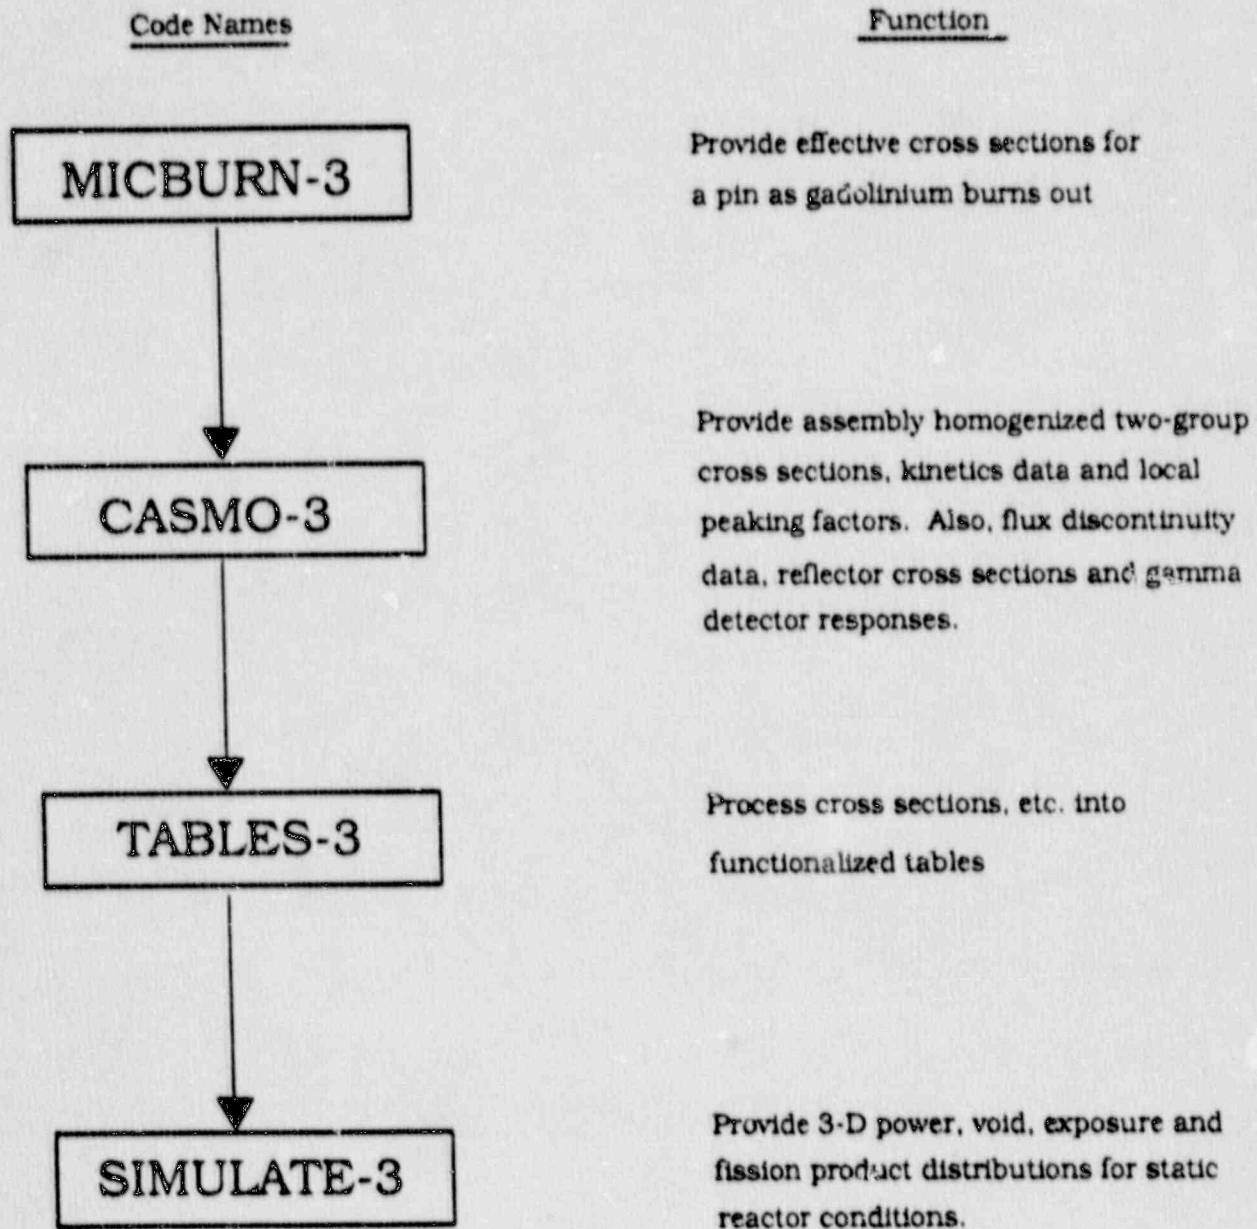 Code Names
Function
MICBURN-3
Provide effective cross sections for
a pin as gadolinium burns out
CASMO-3
Provide assembly homogenized two-group
cross sections, kinetics data and local
peaking factors. Also, flux discontinuity
data, reflector cross sections and gamma
detector responses.
TABLES-3
Process cross sections, etc. into
functionalized tables
SIMULATE-3
Provide 3-D power, void, exposure and
fission product distributions for static
reactor conditions.